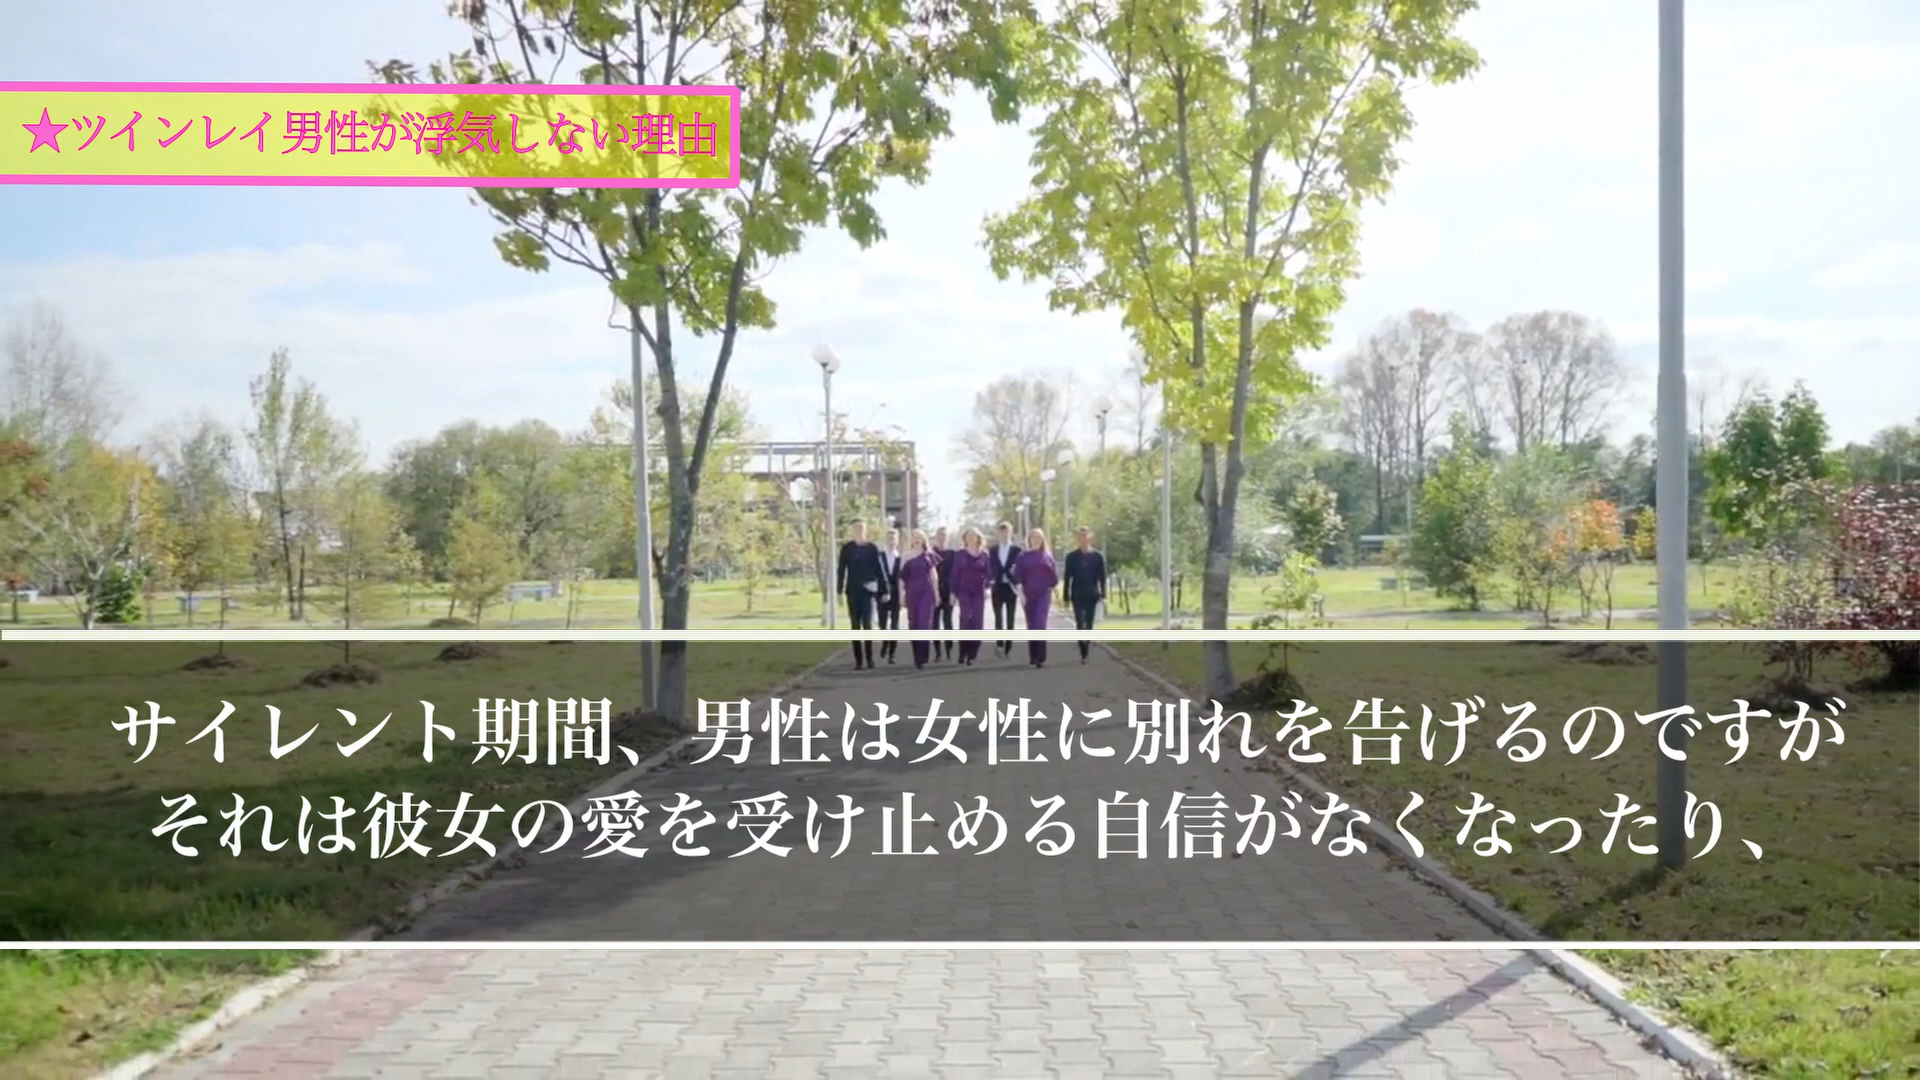 ★ツインレイ男性が浮気しない理由
サイレント期間、男性は女性に別れを告げるのですが
それは彼女の愛を受け止める自信がなくなったり、